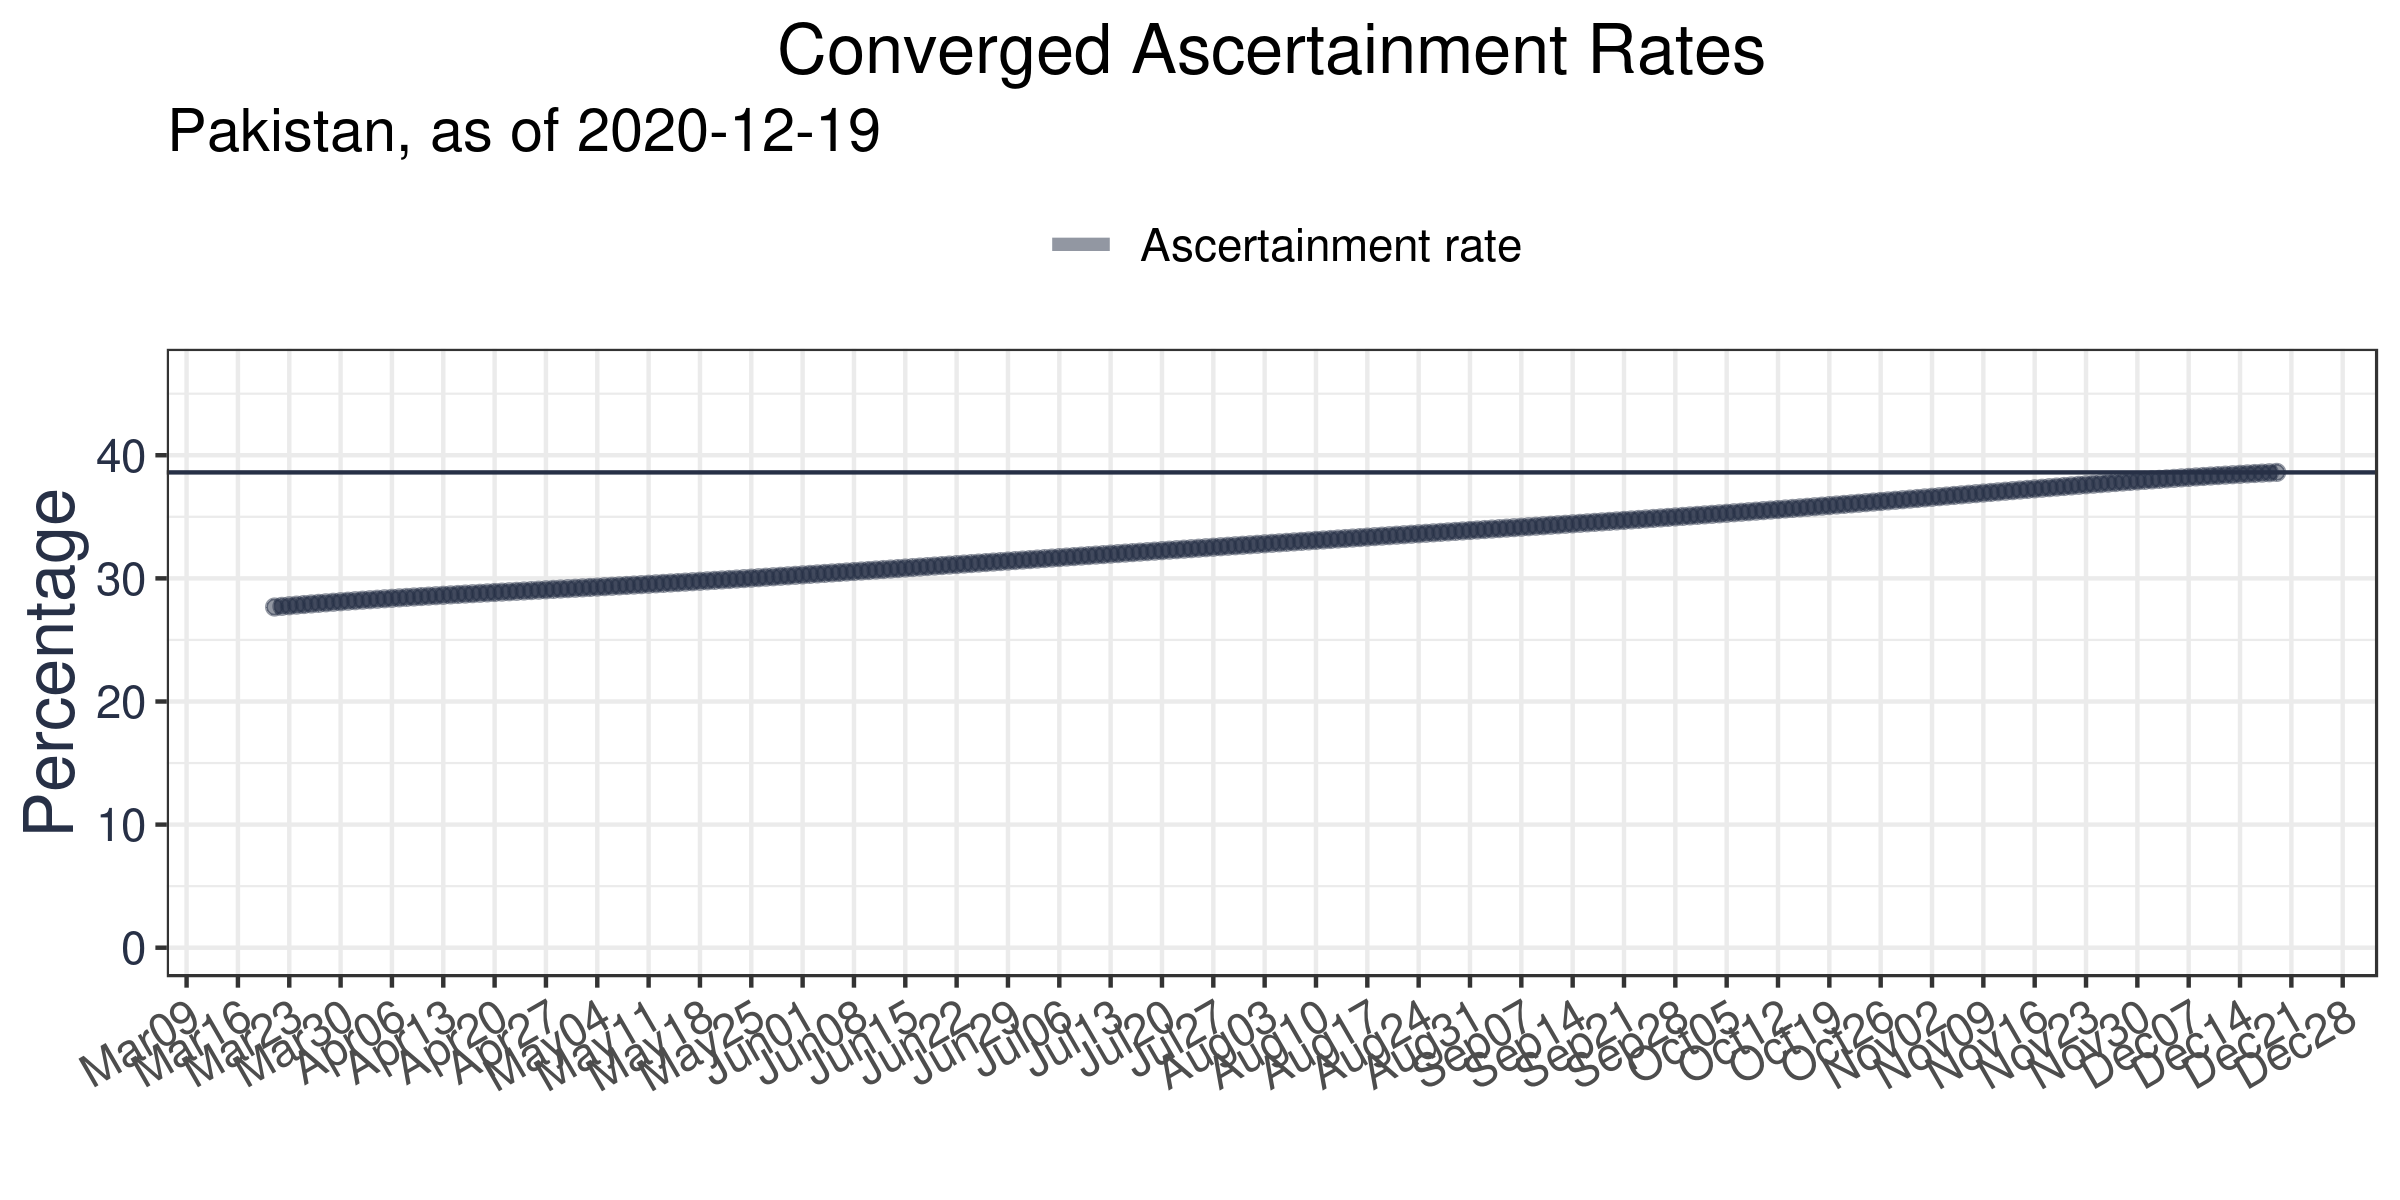 Converged Ascertainment Rates
Pakistan, as of 2020-12-19
Ascertainment rate
Percentage
40
30
20
10
0
Mar09
Mar16
Mar23
Mar30
Apr06
Apr13
Apr20
Apr27
May04
May11
May18
May25
Jun01
Jun08
Jun15
Jun22
Jun29
Jul06
Jul13
Jul20
Jul27
Aug03
Aug10
Aug17
Aug24
Aug31
Sep07
Sep14
Sep21
Sep28
Oct05
Oct12
Oct19
Oct26
Nov02
Nov09
Nov16
Nov23
Nov30
Dec07
Dec14
Dec21
Dec28